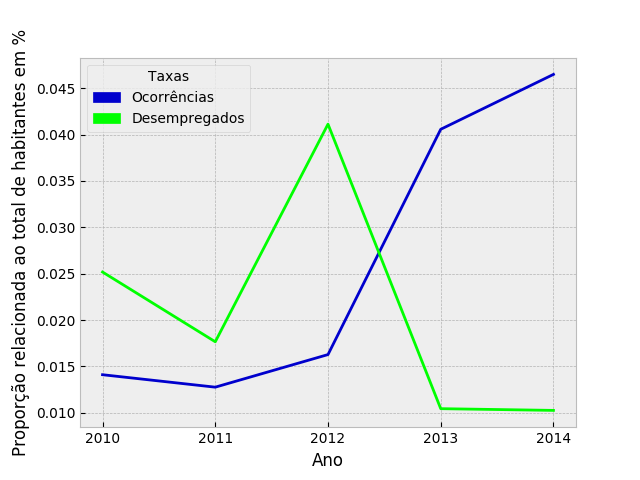 Proporção relacionada ao total de habitantes em %
Taxas
Ocorrências
Desempregados
0.045
0.040
0.035
0.030
0.025
0.020
0.015
0.010
2010 2011 2012 2013 2014
Ano